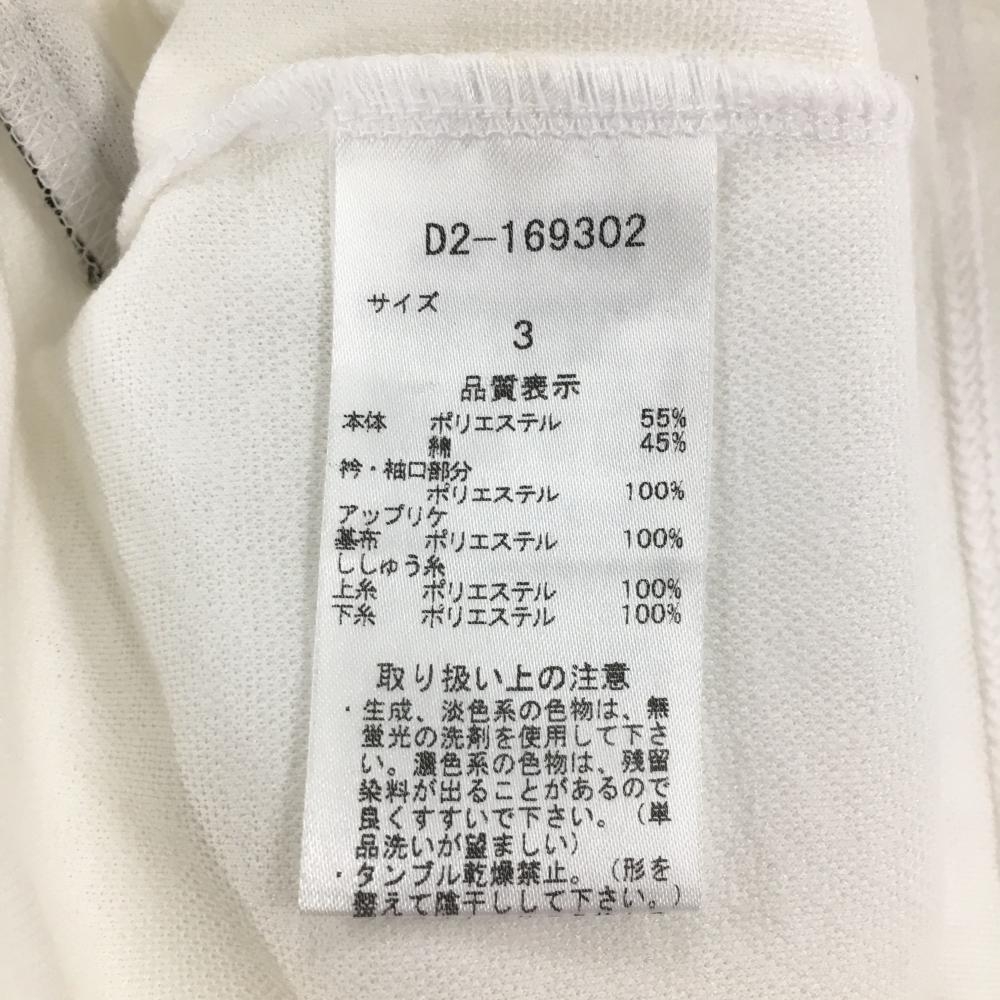 D2-169302
サイズ
3
品質表示
本体 ポリエステル 55%
綿 45%
衿・袖口部分
ポリエステル 100%
アップリケ
基布 ポリエステル 100%
ししゅう糸
上糸 ポリエステル 100%
下糸 ポリエステル 100%
取り扱い上の注意
・生成、淡色系の色物は、無
蛍光の洗剤を使用して下さ
い。濃色系の色物は、残留
染料が出ることがあるので
良くすすいで下さい。（単
品洗いが望ましい）
・タンブル乾燥禁止。（形を
整えて陰干しして下さい。）